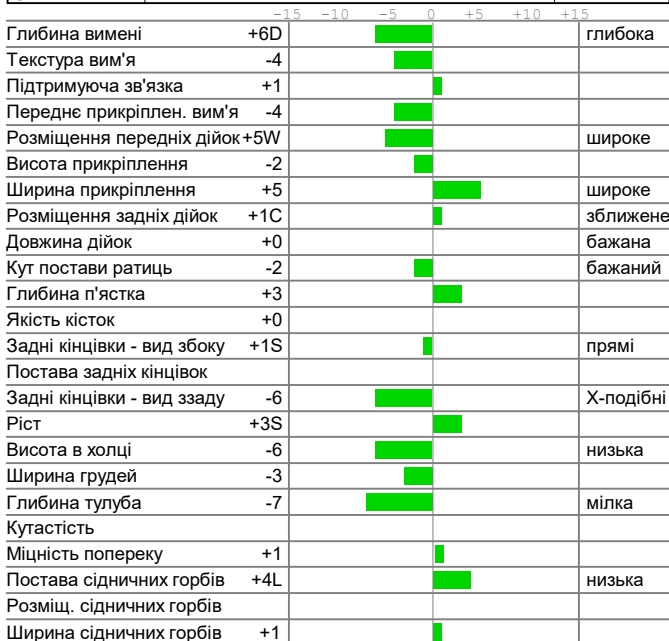 -15 -10 -5 0 +5 +10 +15
Глибина вимені +6D глибока
Текстура вим'я -4
Підтримуюча зв'язка +1
Переднє прикріплен. вим'я -4
Розміщення передніх дійок +5W широке
Висота прикріплення -2
Ширина прикріплення +5 широке
Розміщення задніх дійок +1C зближене
Довжина дійок +0 бажана
Кут постави ратиць -2 бажаний
Глибина п'ястка +3
Якість кісток +0
Задні кінцівки - вид збоку +1S прямі
Постава задніх кінцівок
Задні кінцівки - вид ззаду -6 Х-подібні
Ріст +3S
Висота в холці -6 низька
Ширина грудей -3
Глибина тулуба -7 мілка
Кутастість
Міцність попереку +1
Постава сідничних горбів +4L низька
Розміщ. сідничних горбів
Ширина сідничних горбів +1